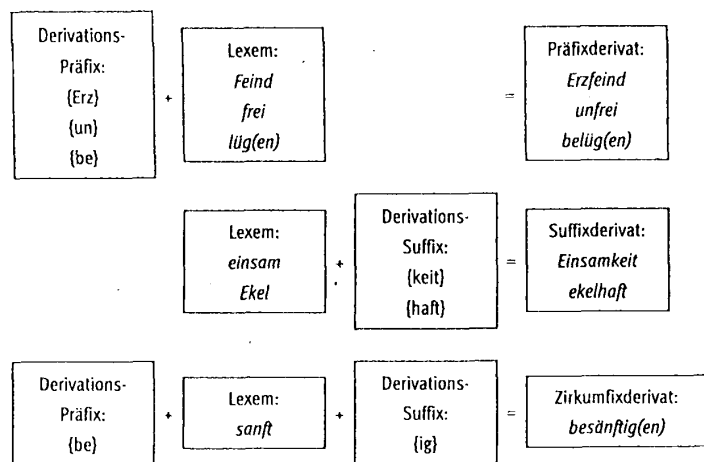 Derivations-
Präfix:
{Erz}
{un}
{be}
+
Lexem:
Feind
frei
lüg(en)
=
Präfixderivat:
Erzfeind
unfrei
belüg(en)
Lexem:
einsam
Ekel
+
Derivations-
Suffix:
{keit}
{haft}
=
Suffixderivat:
Einsamkeit
ekelhaft
Derivations-
Präfix:
{be}
+
Lexem:
sanft
+
Derivations-
Suffix:
{ig}
=
Zirkumfixderivat:
besänftig(en)